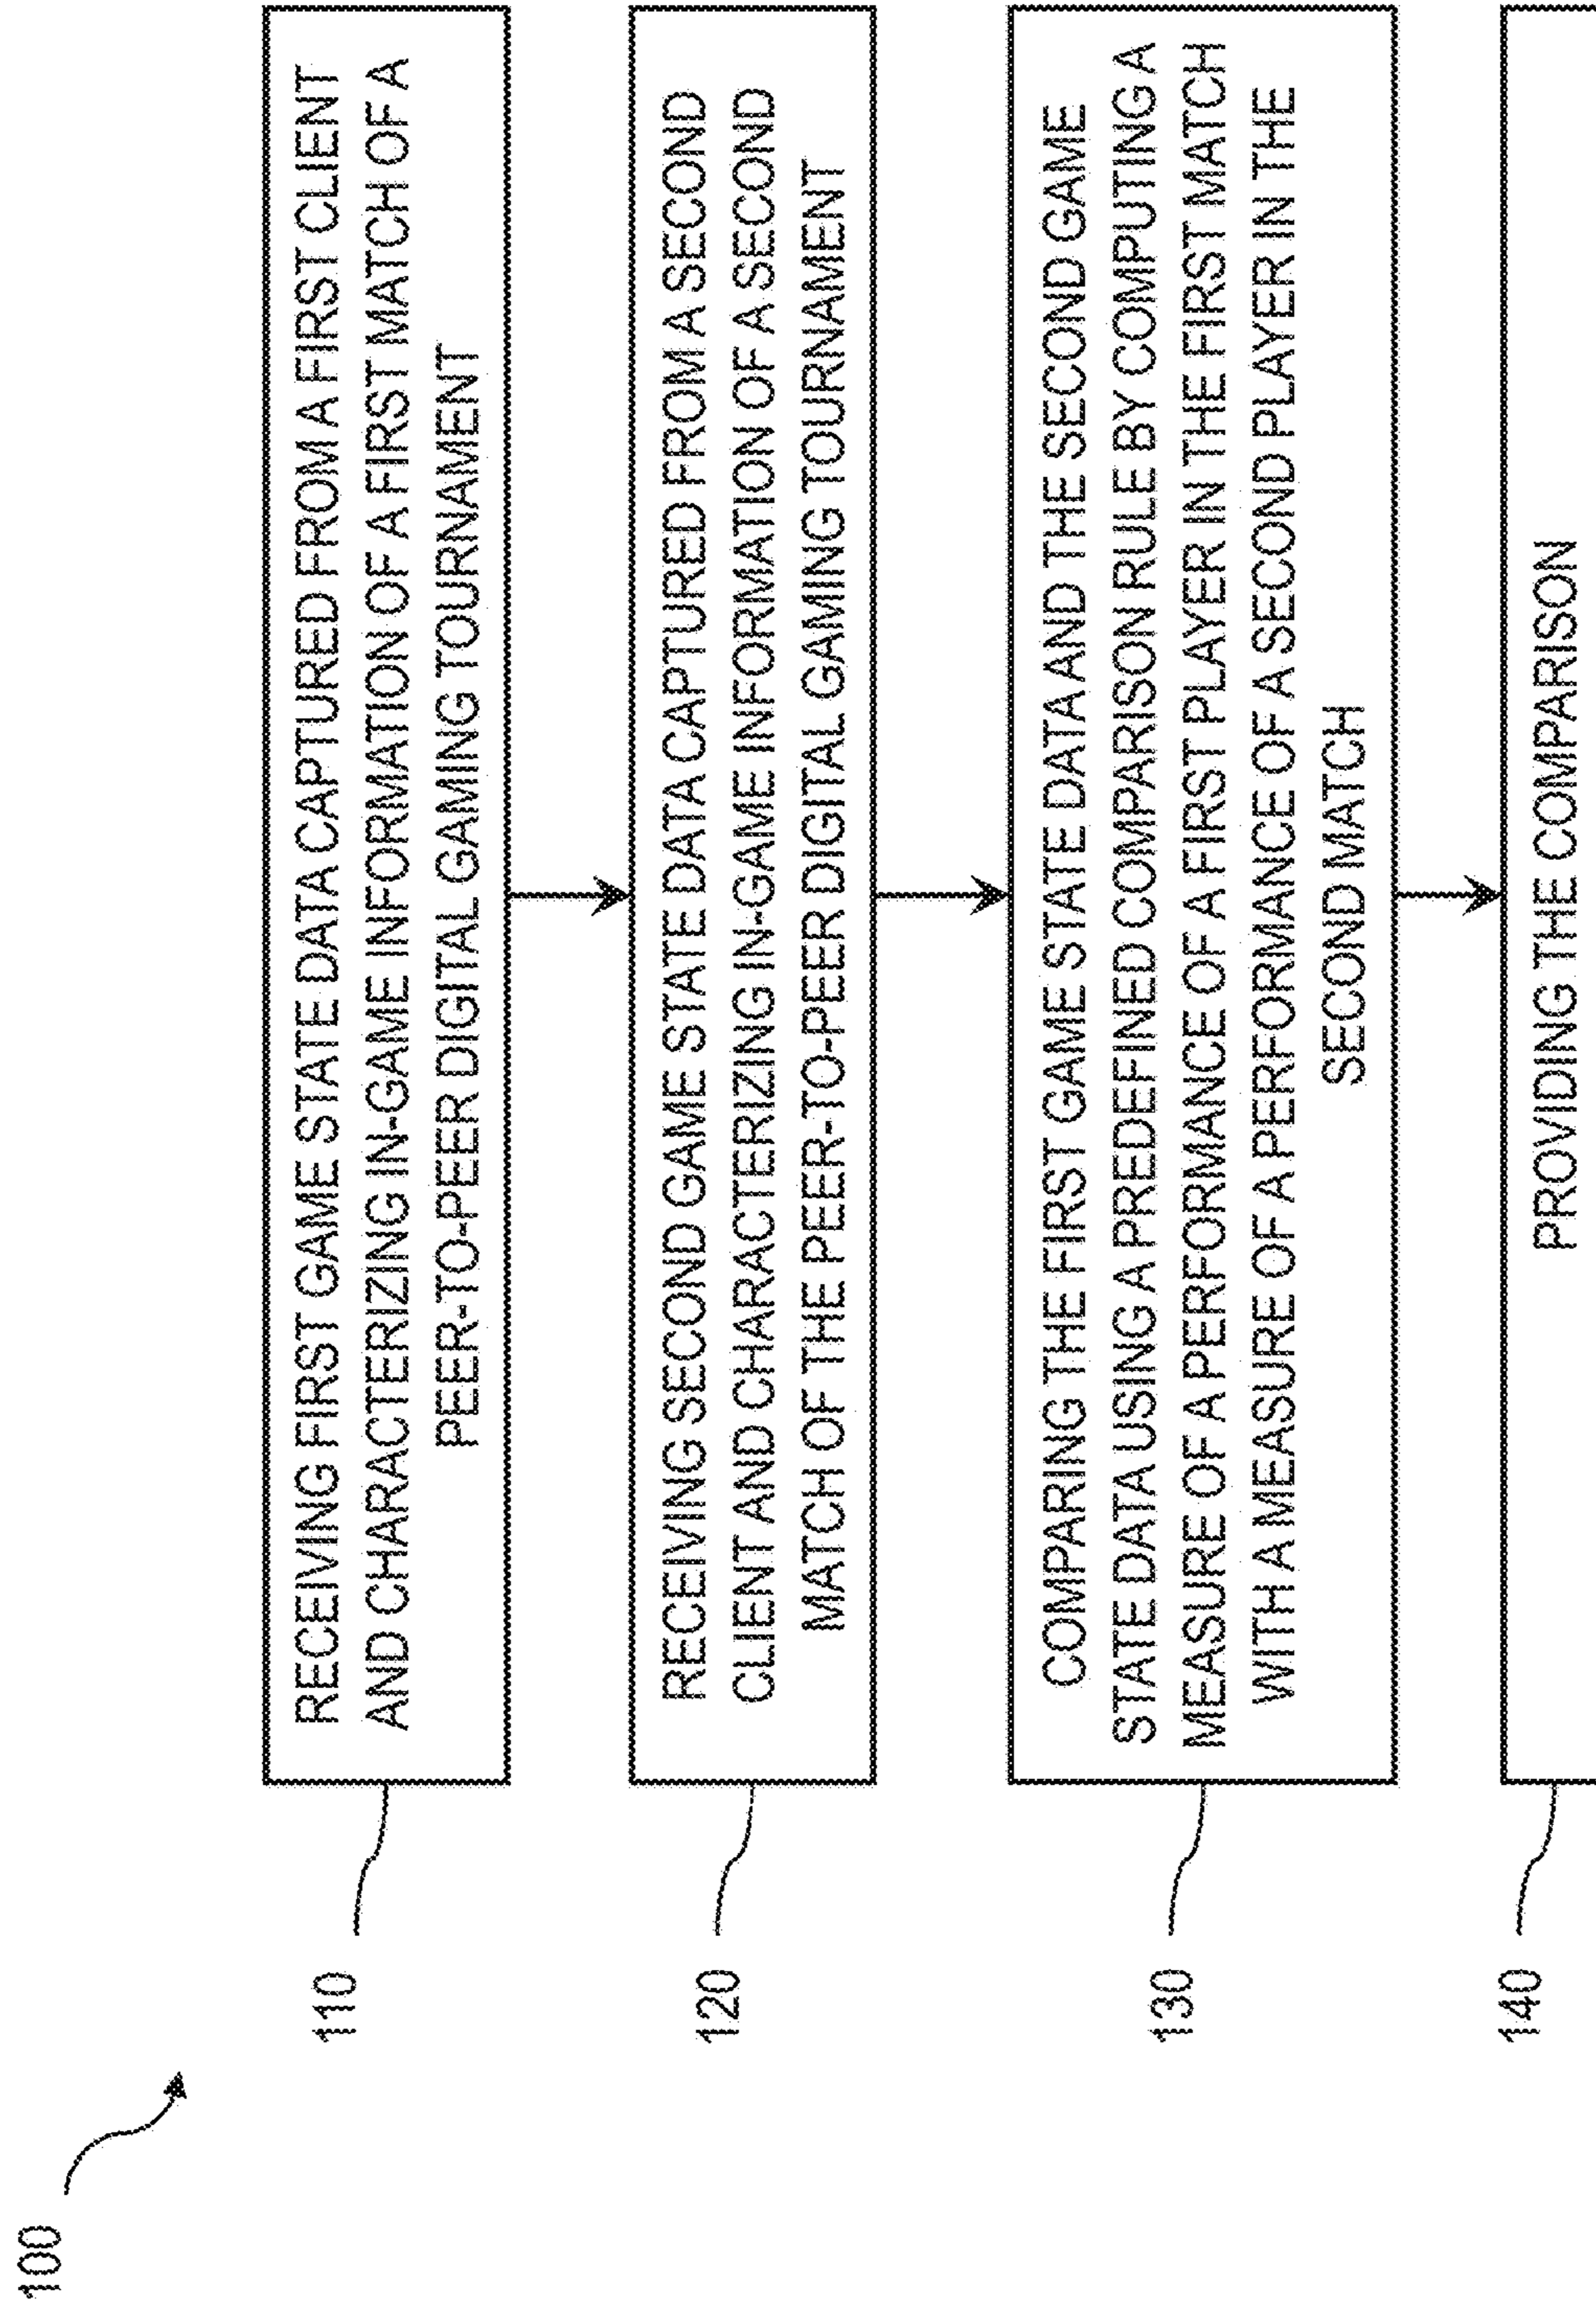 100
110
RECEIVING FIRST GAME STATE DATA CAPTURED FROM A FIRST CLIENT
AND CHARACTERIZING IN-GAME INFORMATION OF A FIRST MATCH OF A
PEER-TO-PEER DIGITAL GAMING TOURNAMENT
120
RECEIVING SECOND GAME STATE DATA CAPTURED FROM A SECOND
CLIENT AND CHARACTERIZING IN-GAME INFORMATION OF A SECOND
MATCH OF THE PEER-TO-PEER DIGITAL GAMING TOURNAMENT
130
COMPARING THE FIRST GAME STATE DATA AND THE SECOND GAME
STATE DATA USING A PREDEFINED COMPARISON RULE BY COMPUTING A
MEASURE OF A PERFORMANCE OF A FIRST PLAYER IN THE FIRST MATCH
WITH A MEASURE OF A PERFORMANCE OF A SECOND PLAYER IN THE
SECOND MATCH
140
PROVIDING THE COMPARISON